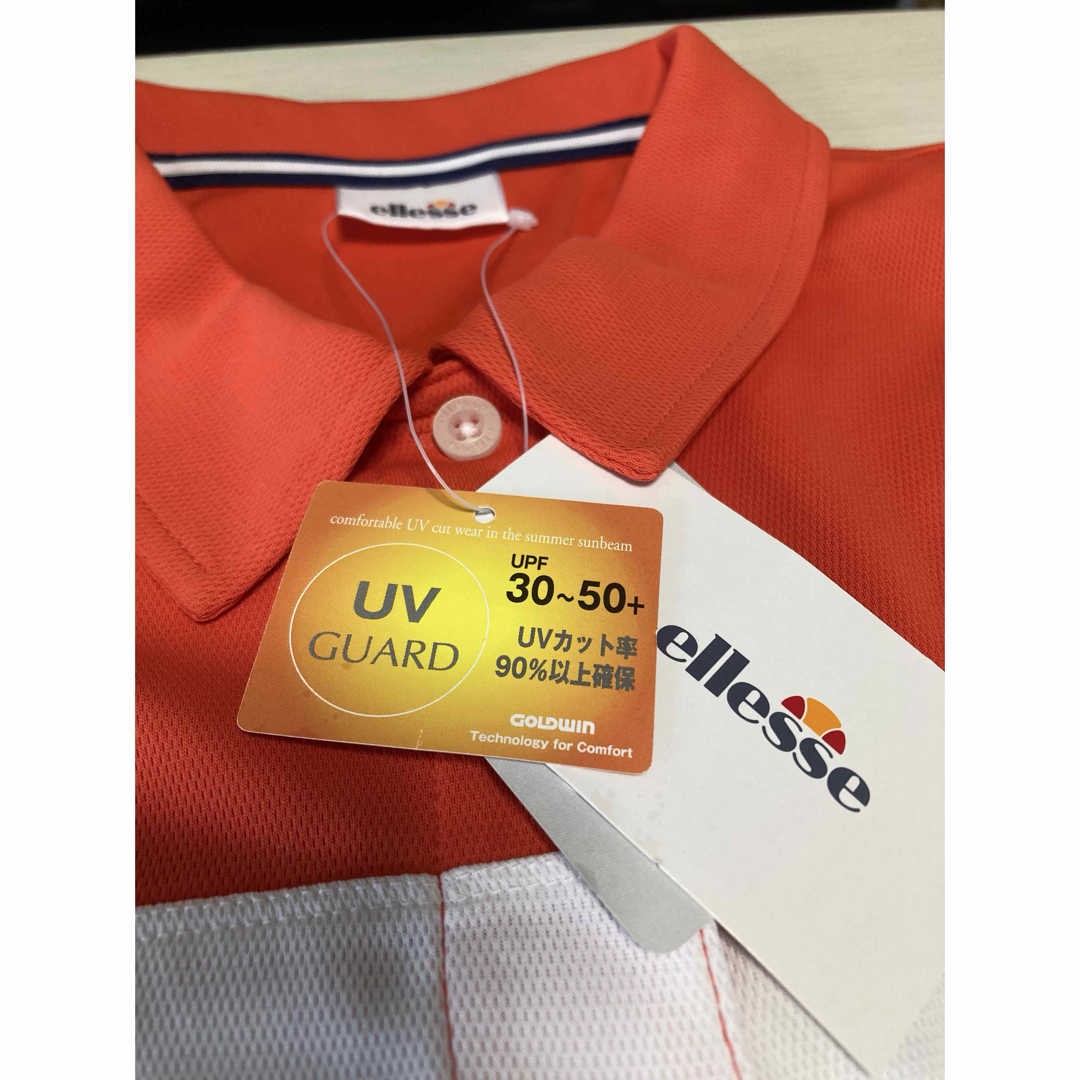 ellesse
comfortable UV cut wear in the summer sunbeam
UV
GUARD
UPF
30~50+
UVカット率
90%以上確保
GOLDWIN
Technology for Comfort
ellesse